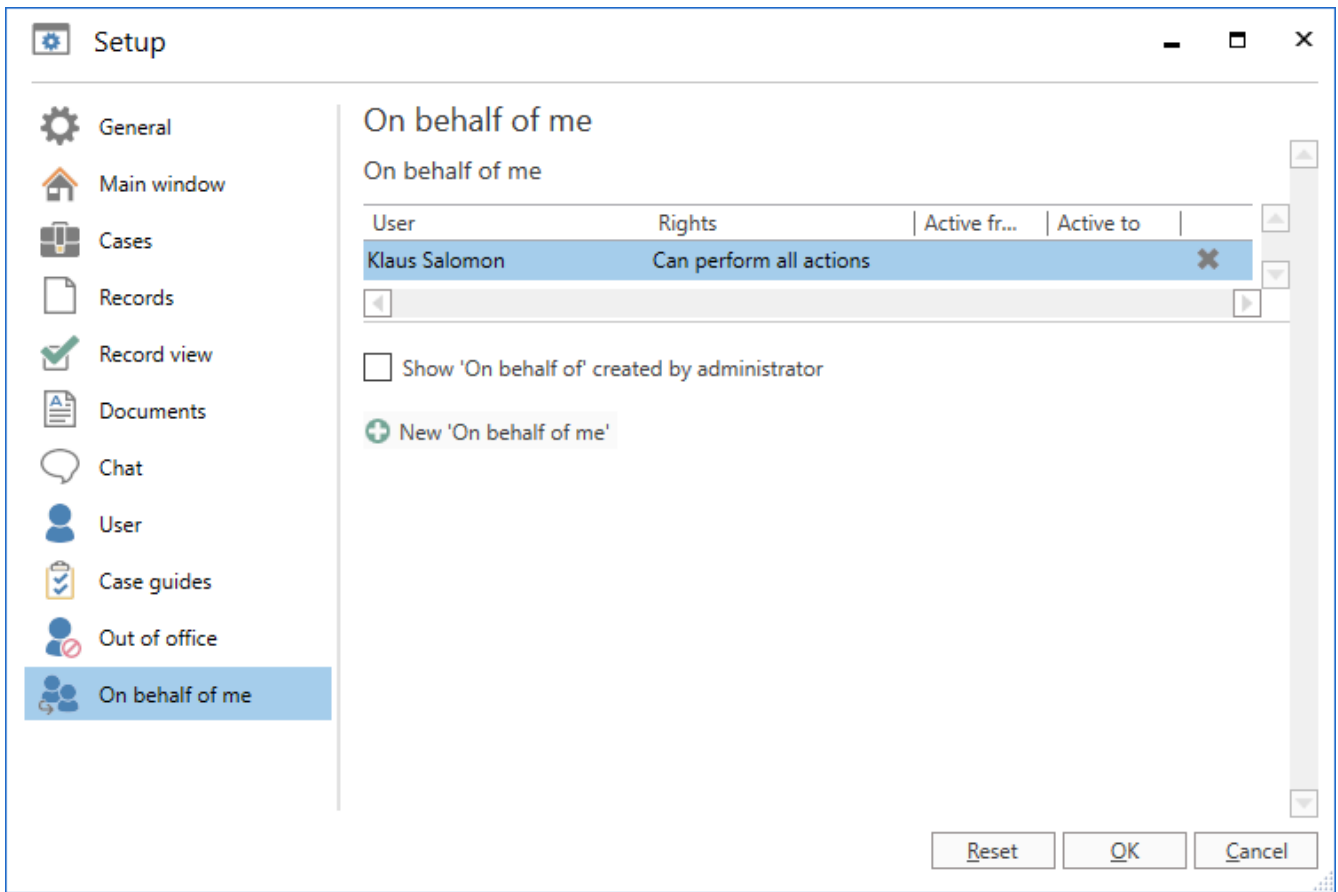 Setup
General
Main window
Cases
Records
Record view
Documents
Chat
User
Case guides
Out of office
On behalf of me
On behalf of me
On behalf of me
User Rights Active fr... Active to
Klaus Salomon Can perform all actions
Show 'On behalf of' created by administrator
New 'On behalf of me'
Reset OK Cancel